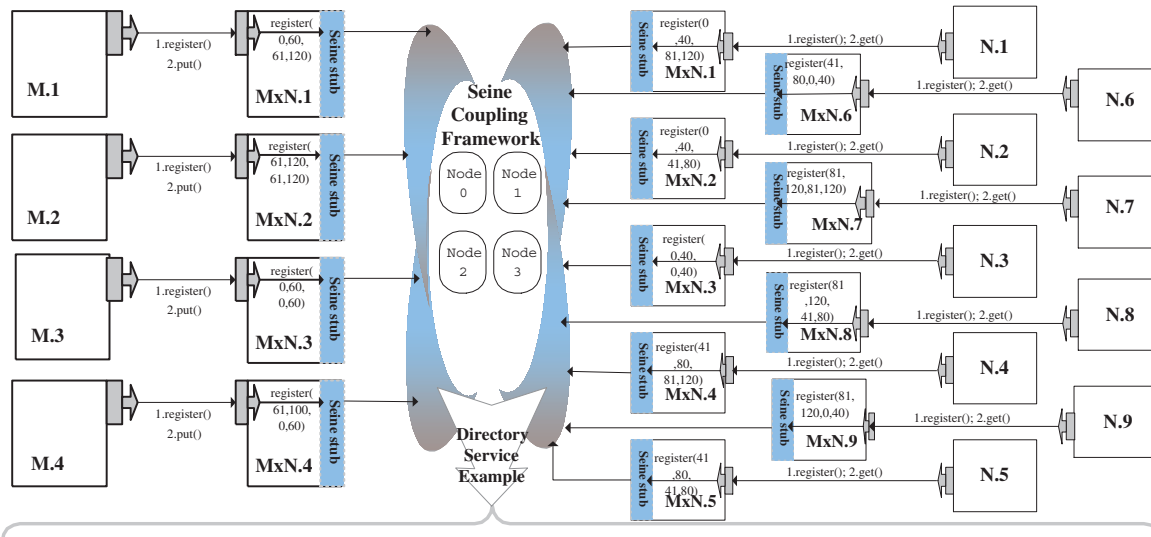 M.1
1.register()
2.put()
register(
0,60,
61,120)
MxN.1
Seine stub
M.2
1.register()
2.put()
register(
61,120,
61,120)
MxN.2
Seine stub
M.3
1.register()
2.put()
register(
0,60,
0,60)
MxN.3
Seine stub
M.4
1.register()
2.put()
register(
61,100,
0,60)
MxN.4
Seine stub
Seine
Coupling
Framework
Node
0
Node
1
Node
2
Node
3
Directory
Service
Example
Seine stub
register(0
,40,
81,120)
MxN.1
1.register(); 2.get()
N.1
Seine stub
register(41,
80,0,40)
MxN.6
1.register(); 2.get()
N.6
Seine stub
register(0
,40,
41,80)
MxN.2
1.register(); 2.get()
N.2
Seine stub
register(81,
120,81,120)
MxN.7
1.register(); 2.get()
N.7
Seine stub
register(
0,40,
0,40)
MxN.3
1.register(); 2.get()
N.3
Seine stub
register(81
,120,
41,80)
MxN.8
1.register(); 2.get()
N.8
Seine stub
register(41
,80,
81,120)
MxN.4
1.register(); 2.get()
N.4
Seine stub
register(81,
120,0,40)
MxN.9
1.register(); 2.get()
N.9
Seine stub
register(41
,80,
41,80)
MxN.5
1.register(); 2.get()
N.5